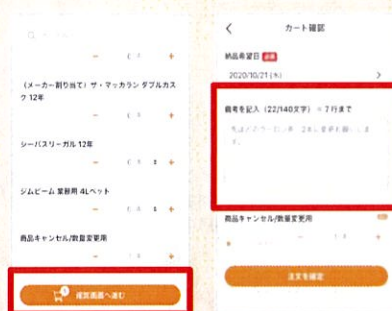 （メーカー割り当て）ザ・マッカラン ダブルカス
ク 12年
シーバスリーガル 12年
ジムビーム 業務用 4Lペット
商品キャンセル/数量変更用
確認画面へ進む
カート確認
納品希望日
2020/10/21（水）
備考を記入（22/140文字）＊7行まで
商品キャンセル/数量変更用
注文を確定